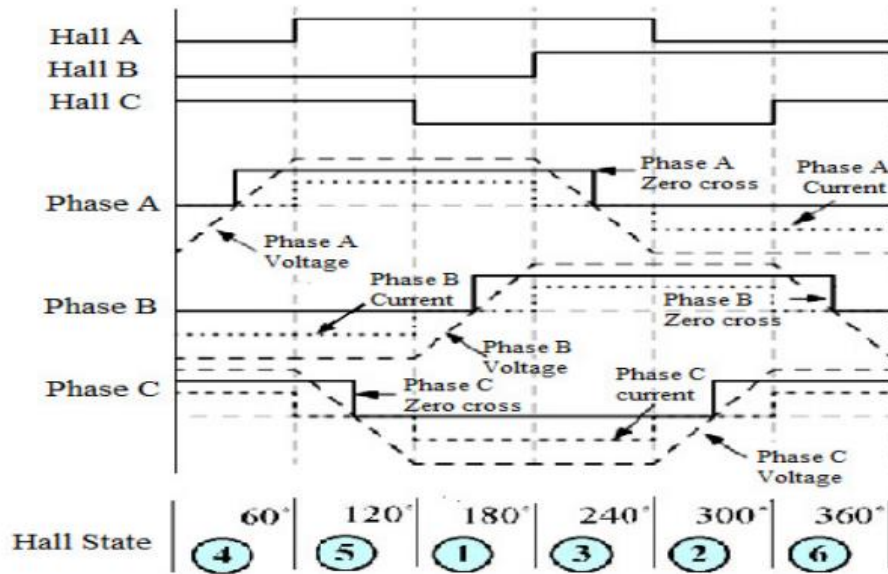 Hall A
Hall B
Hall C
Phase A
Zero cross
Phase A
Current
Phase A
Phase A
Voltage
Phase B
Current
Phase B
Phase B
Zero cross
Phase B
Voltage
Phase C
Phase C
Zero cross
Phase C
current
Phase C
Voltage
60° 120° 180° 240° 300° 360°
Hall State 4 5 1 3 2 6